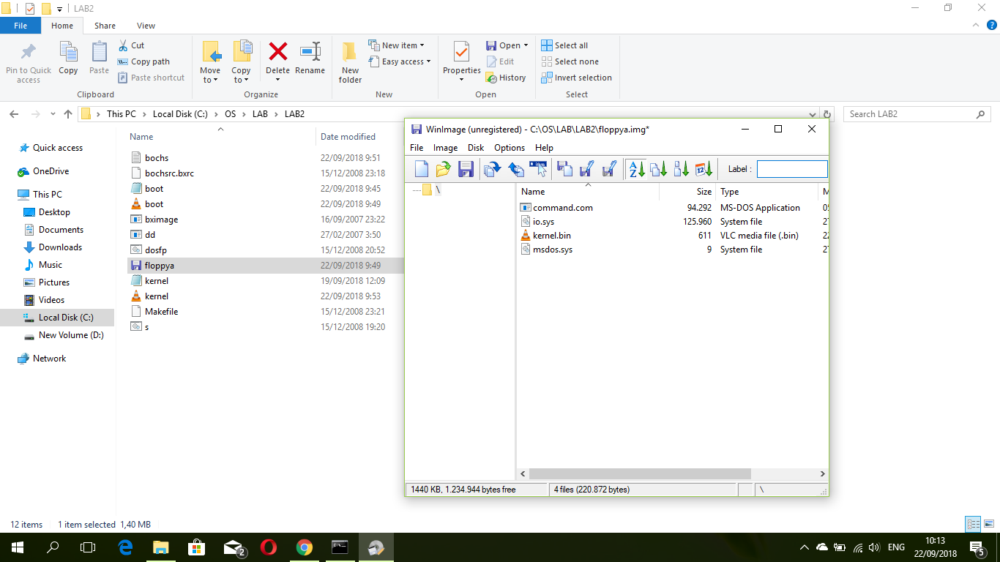 LAB2
File Home Share View
Pin to Quick access
Copy
Paste
Cut
Copy path
Paste shortcut
Clipboard
Move to
Copy to
Delete
Rename
Organize
New folder
New item
Easy access
New
Properties
Open
Edit
History
Open
Select all
Select none
Invert selection
Select
This PC Local Disk (C:) OS LAB LAB2
Search LAB2
Quick access
OneDrive
This PC
Desktop
Documents
Downloads
Music
Pictures
Videos
Local Disk (C:)
New Volume (D:)
Network
Name Date modified
bochs 22/09/2018 9:51
bochsrc.bxrc 15/12/2008 23:18
boot 22/09/2018 9:45
boot 22/09/2018 9:49
bximage 16/09/2007 23:22
dd 27/02/2007 3:50
dosfp 15/12/2008 20:52
floppya 22/09/2018 9:49
kernel 19/09/2018 12:09
kernel 22/09/2018 9:53
Makefile 15/12/2008 23:21
s 15/12/2008 19:20
WinImage (unregistered) - C:\OS\LAB\LAB2\floppya.img*
File Image Disk Options Help
A Z
12
Label :
\
Name Size Type M
command.com 94.292 MS-DOS Application 05
io.sys 125.960 System file 27
kernel.bin 611 VLC media file (.bin) 22
msdos.sys 9 System file 27
1440 KB, 1.234.944 bytes free 4 files (220.872 bytes) \
12 items 1 item selected 1,40 MB
2
ENG
10:13
22/09/2018
5